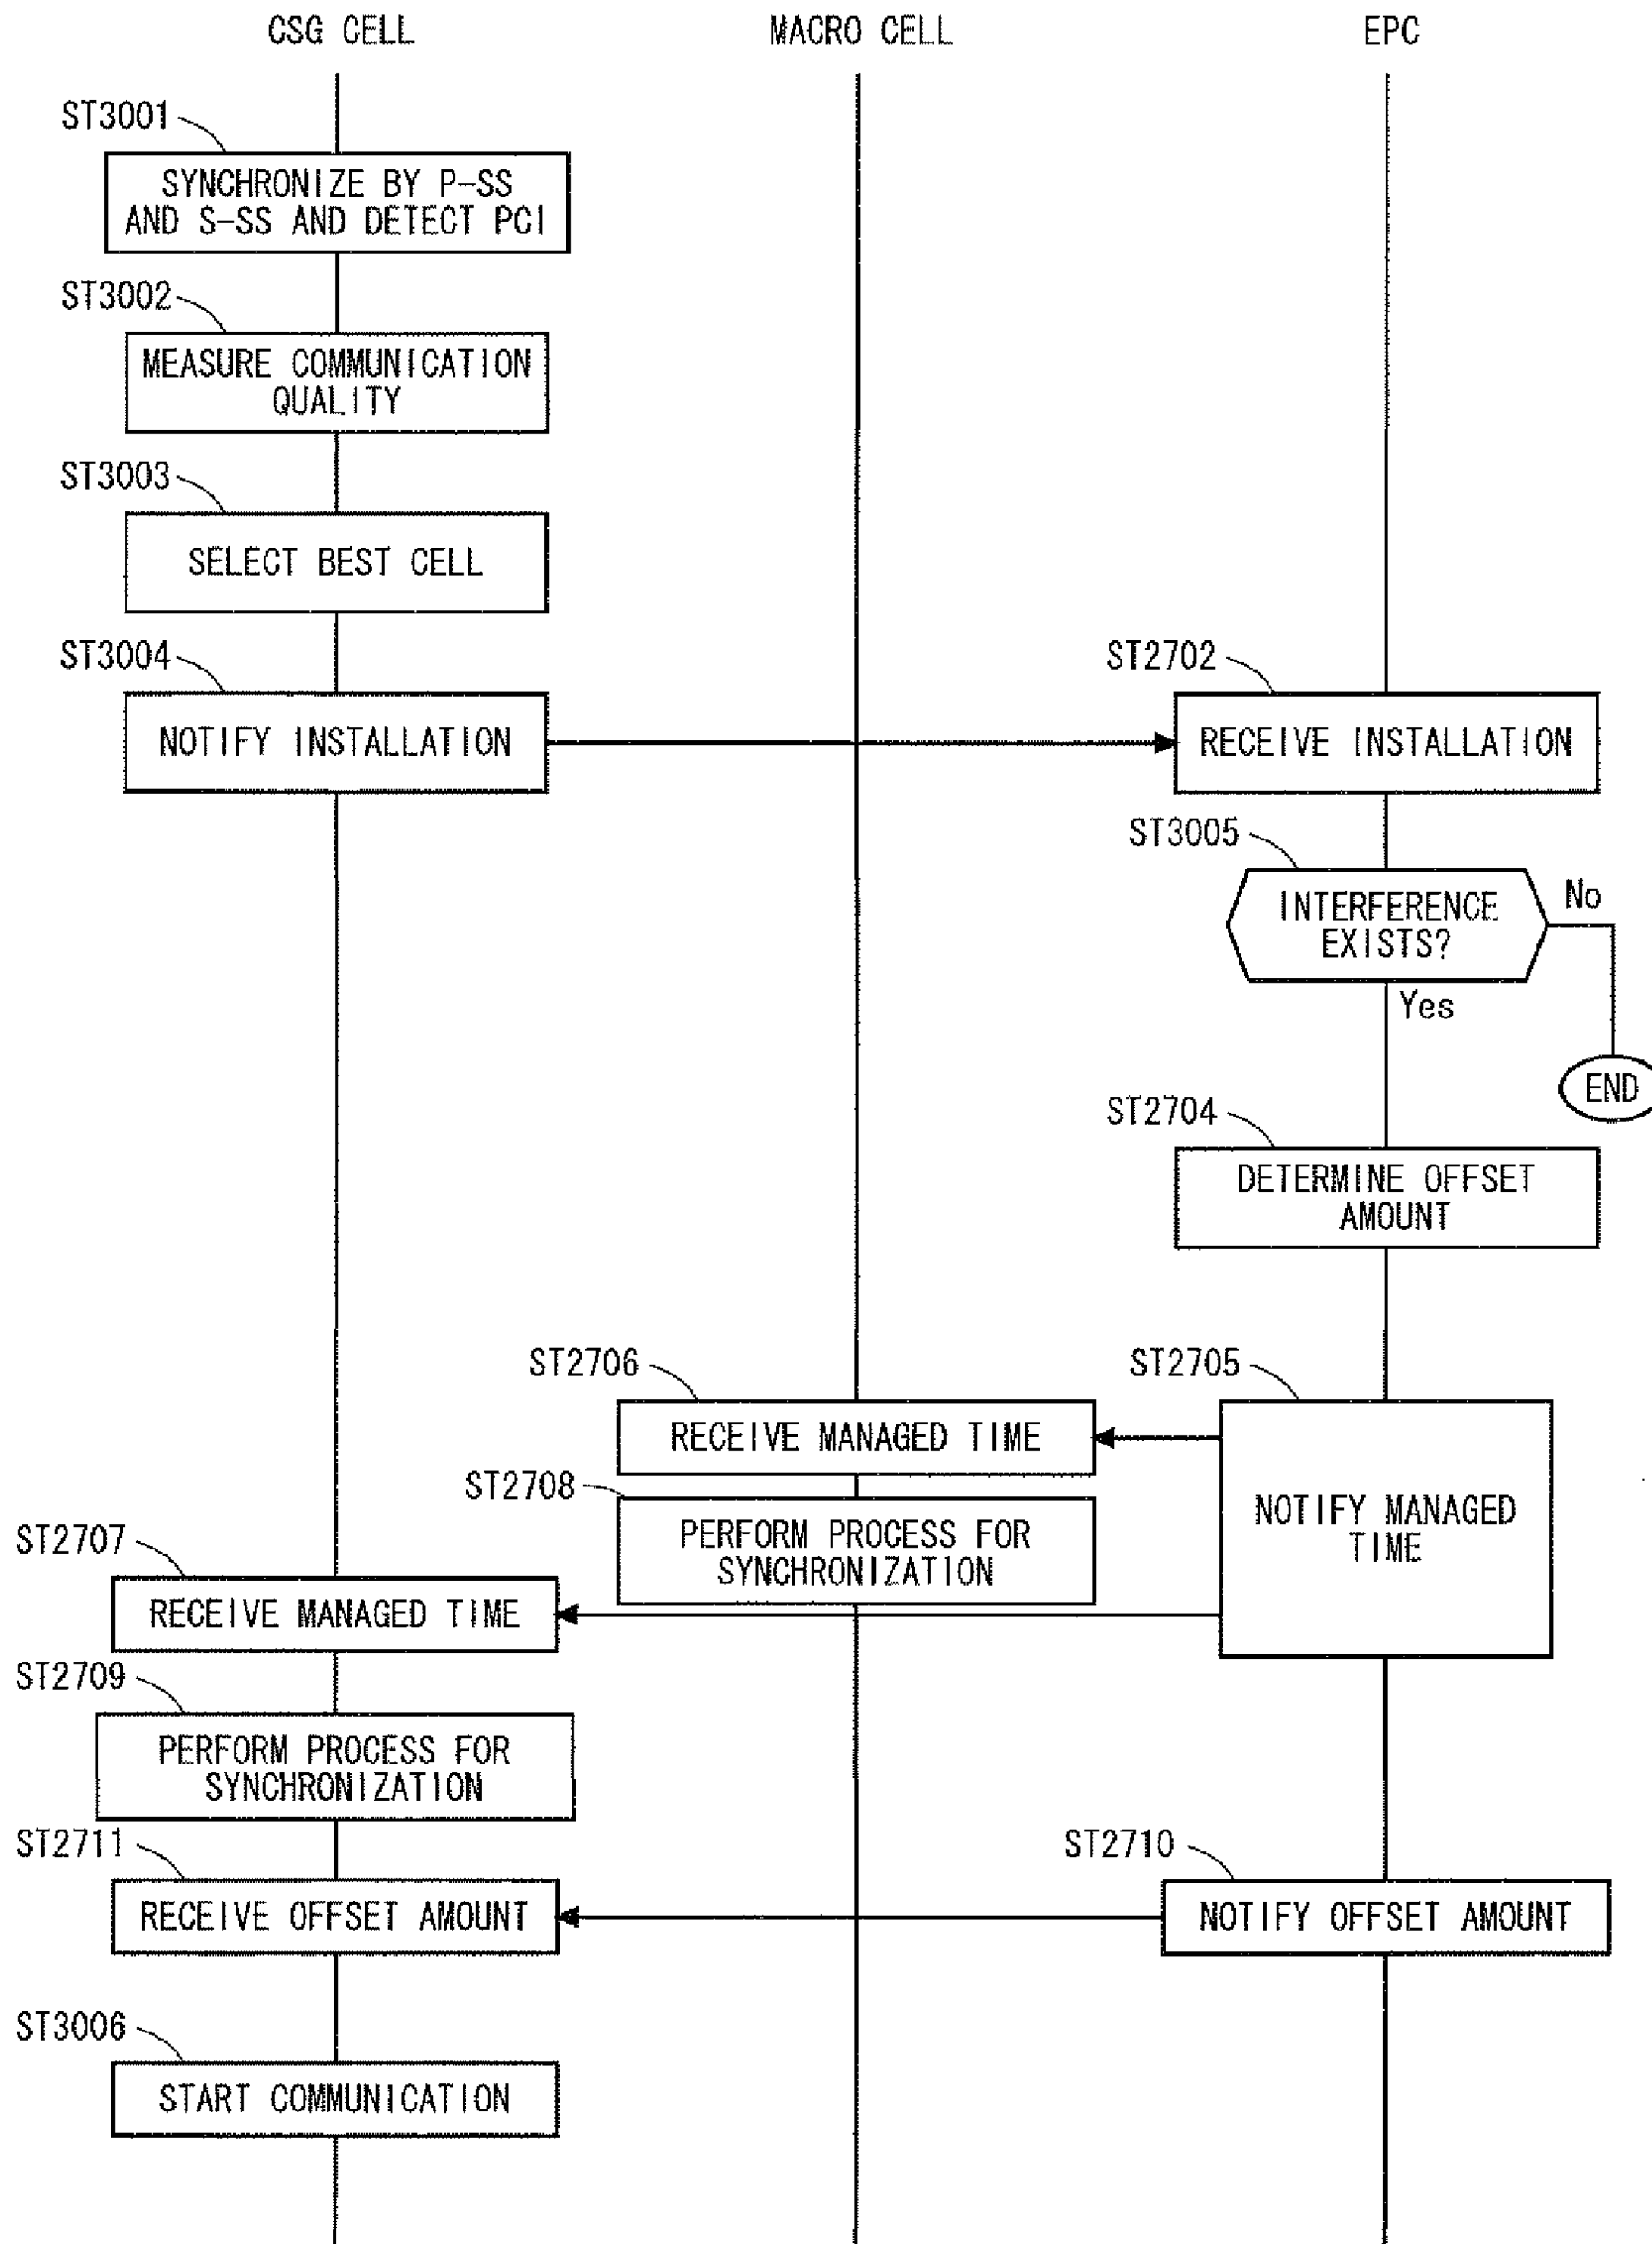 CSG CELL
MACRO CELL
EPC
ST3001
SYNCHRONIZE BY P-SS
AND S-SS AND DETECT PCI
ST3002
MEASURE COMMUNICATION
QUALITY
ST3003
SELECT BEST CELL
ST3004
NOTIFY INSTALLATION
ST2702
RECEIVE INSTALLATION
ST3005
INTERFERENCE
EXISTS?
No
Yes
END
ST2704
DETERMINE OFFSET
AMOUNT
ST2706
RECEIVE MANAGED TIME
ST2705
NOTIFY MANAGED
TIME
ST2708
PERFORM PROCESS FOR
SYNCHRONIZATION
ST2707
RECEIVE MANAGED TIME
ST2709
PERFORM PROCESS FOR
SYNCHRONIZATION
ST2711
RECEIVE OFFSET AMOUNT
ST2710
NOTIFY OFFSET AMOUNT
ST3006
START COMMUNICATION